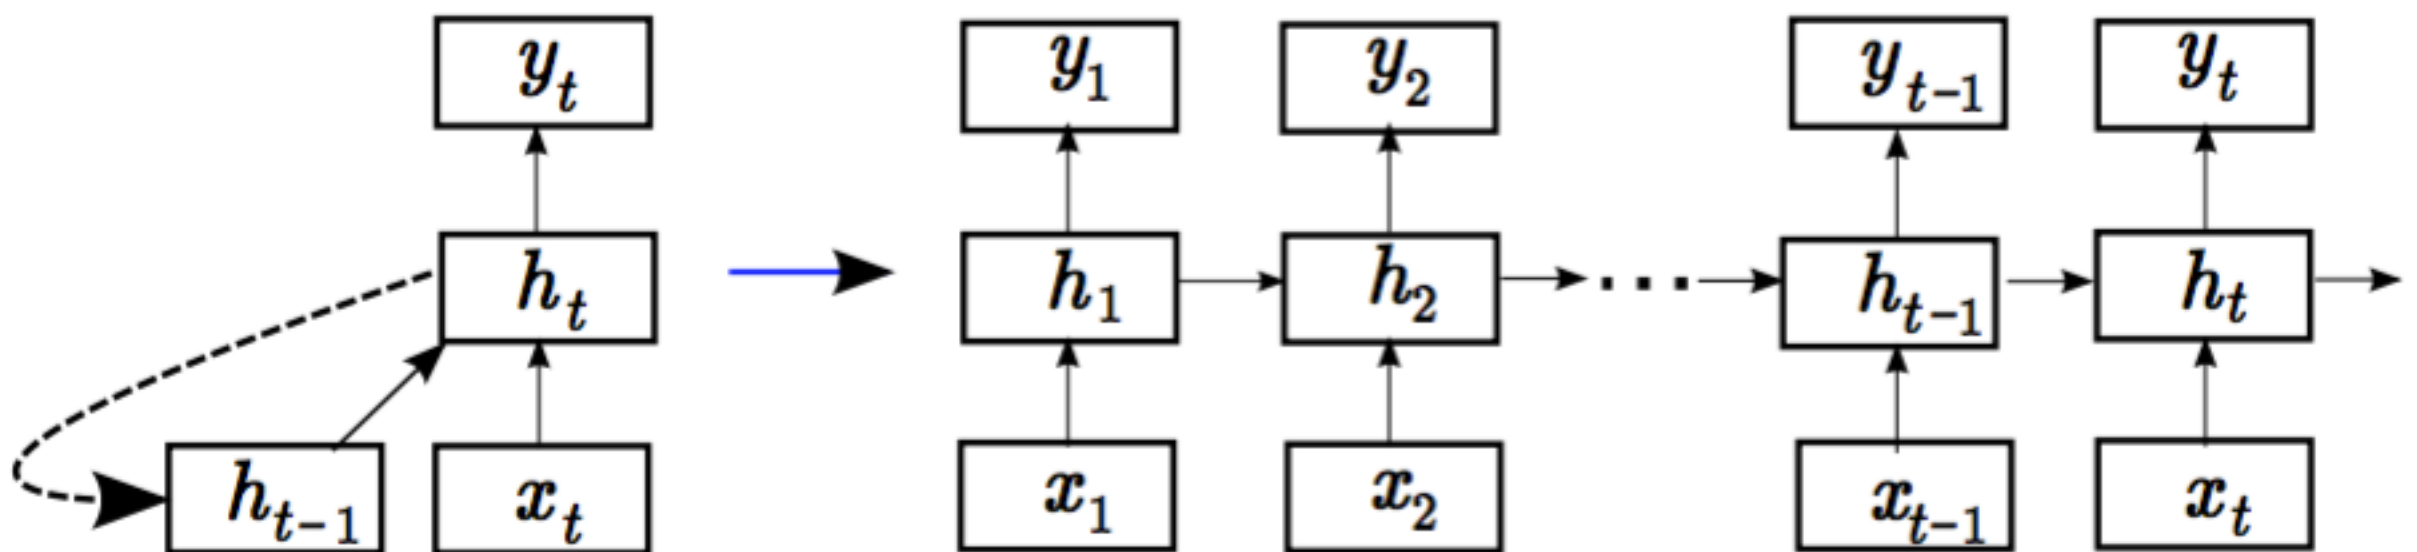 y_t y_1 y_2 y_{t-1} y_t
h_t h_1 h_2 ... h_{t-1} h_t
h_{t-1} x_t x_1 x_2 x_{t-1} x_t